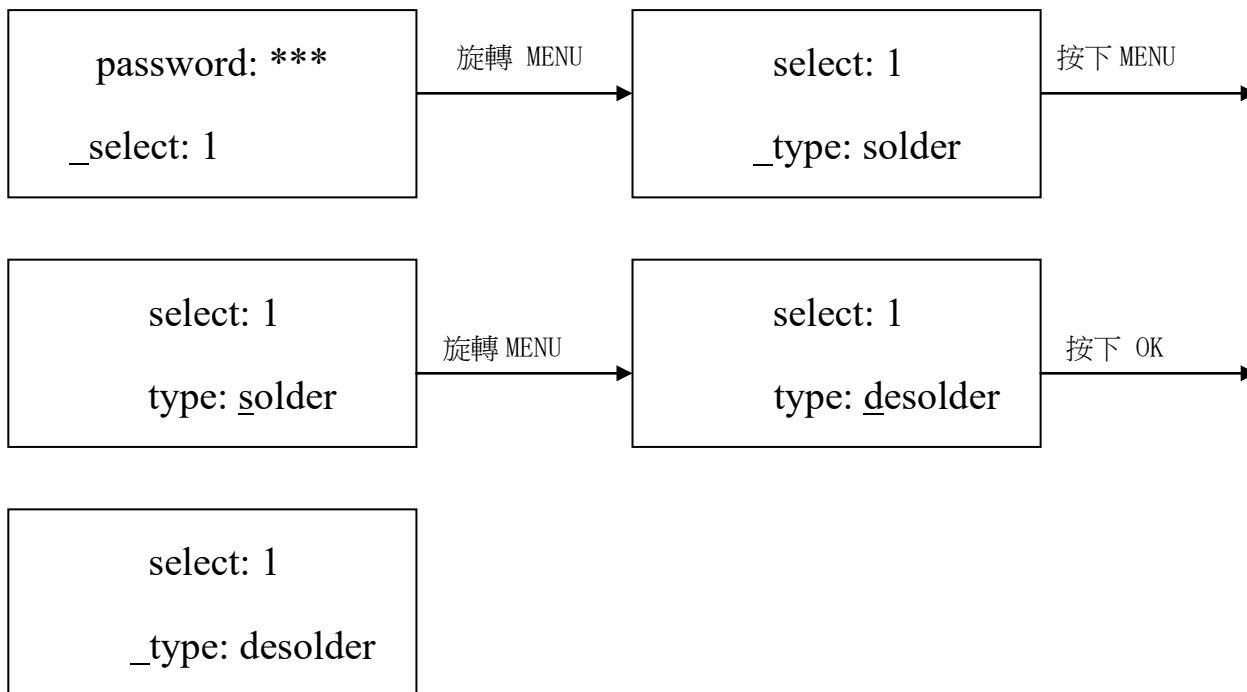 password: ***
_select: 1
旋轉 MENU
select: 1
_type: solder
按下 MENU
select: 1
type: solder
旋轉 MENU
select: 1
type: desolder
按下 OK
select: 1
_type: desolder